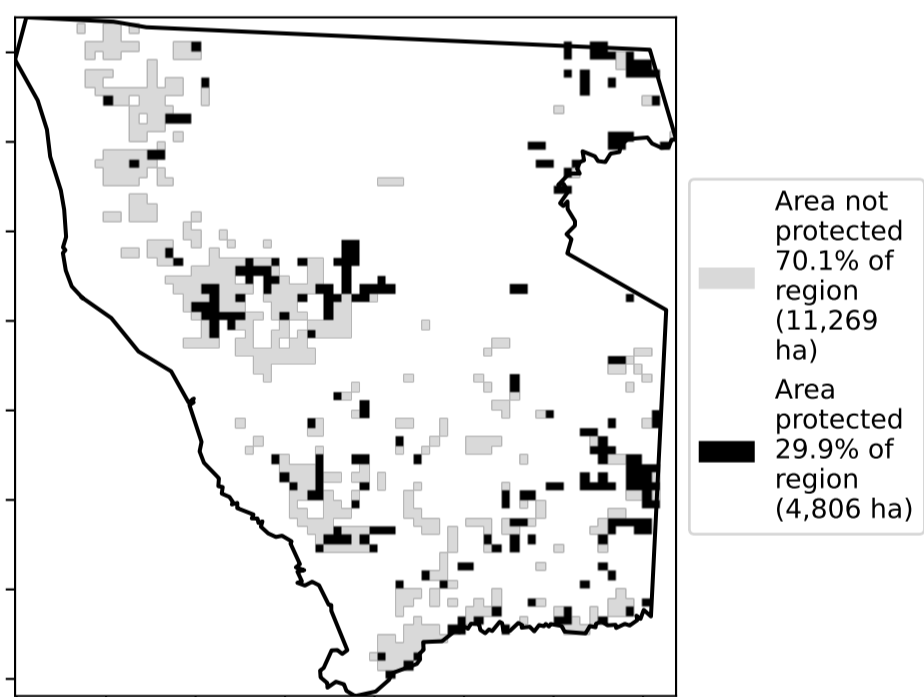 Area not
protected
70.1% of
region
(11,269
ha)
Area
protected
29.9% of
region
(4,806 ha)